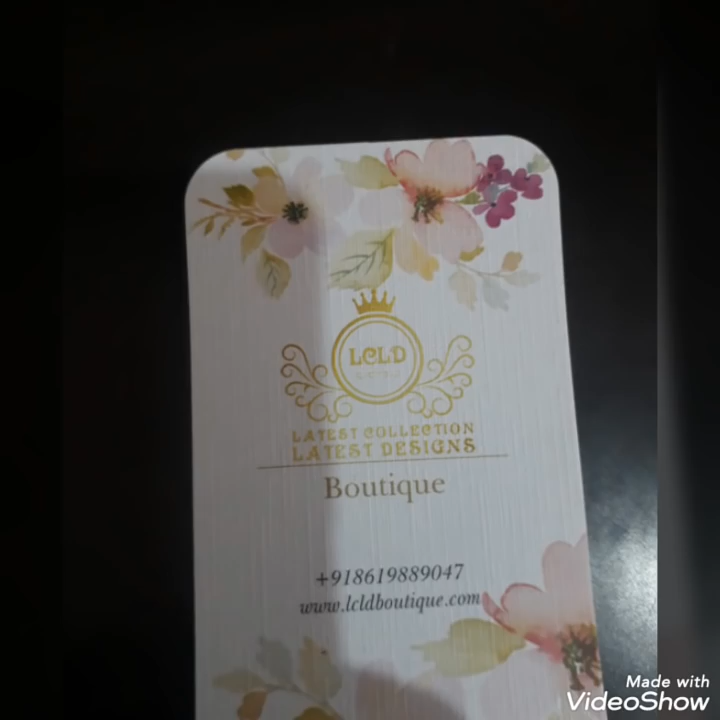 LCLD
LATEST COLLECTION
LATEST DESIGNS
Boutique
+918619889047
www.lcldboutique.com
Made with
VideoShow